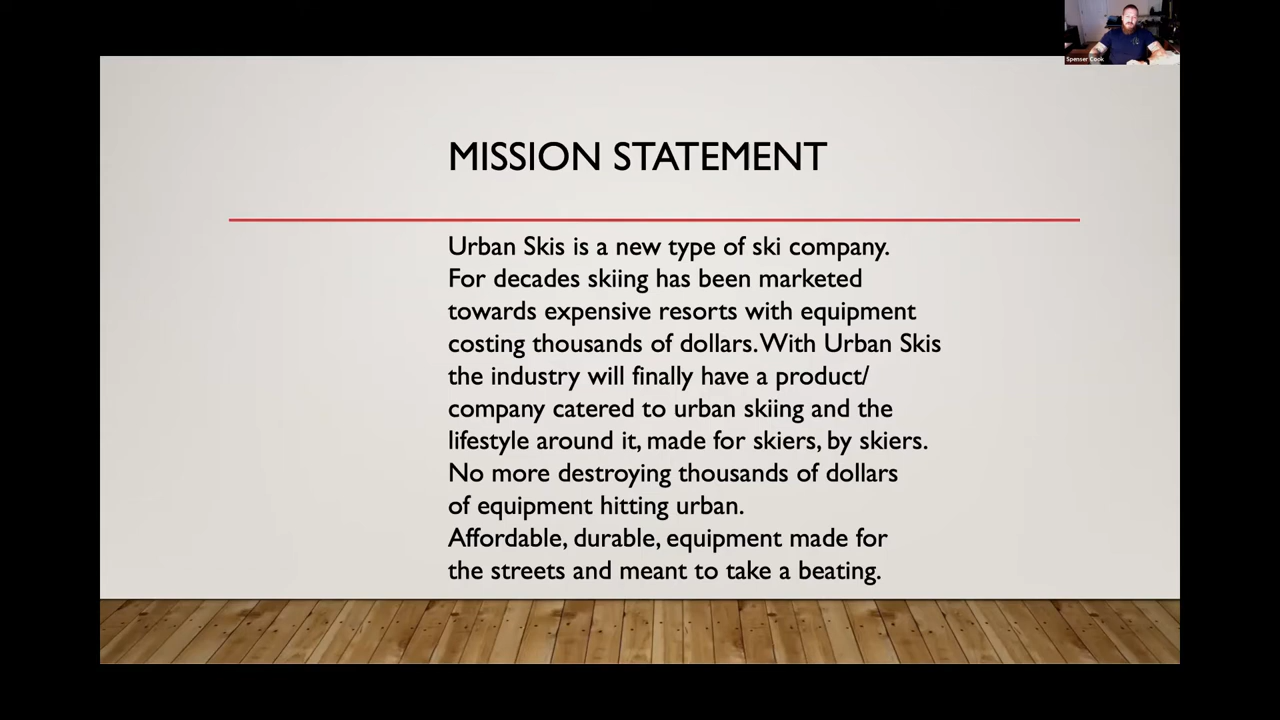 Spenser Cook
MISSION STATEMENT
Urban Skis is a new type of ski company.
For decades skiing has been marketed
towards expensive resorts with equipment
costing thousands of dollars. With Urban Skis
the industry will finally have a product/
company catered to urban skiing and the
lifestyle around it, made for skiers, by skiers.
No more destroying thousands of dollars
of equipment hitting urban.
Affordable, durable, equipment made for
the streets and meant to take a beating.